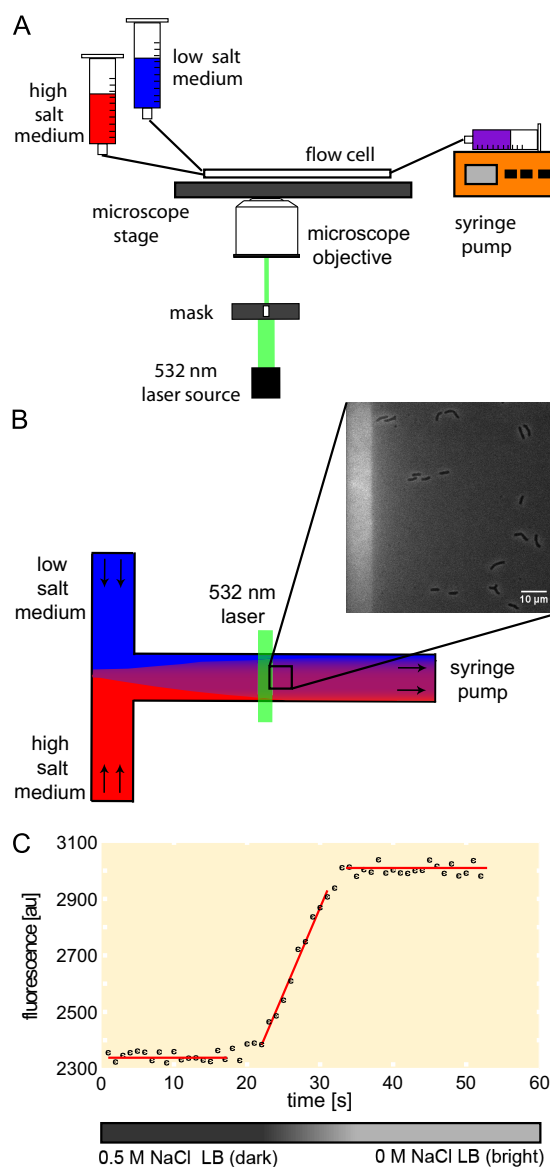 A
low salt
medium
high
salt
medium
flow cell
microscope
stage
microscope
objective
syringe
pump
mask
532 nm
laser source
B
10 µm
low
salt
medium
532 nm
laser
syringe
pump
high
salt
medium
C
3100
2900
2700
2500
2300
fluorescence [au]
0 10 20 30 40 50 60
time [s]
0.5 M NaCl LB (dark) 0 M NaCl LB (bright)